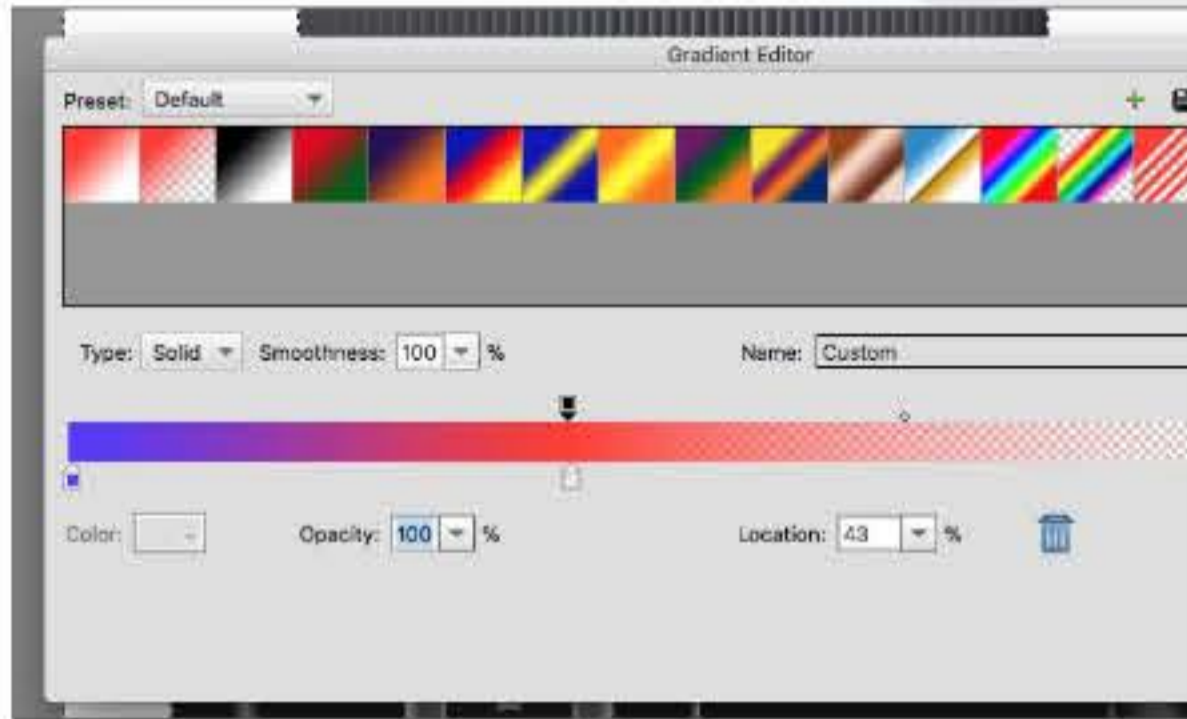 Gradient Editor
Preset: Default
Type: Solid Smoothness: 100 % Name: Custom
Color: Opacity: 100 % Location: 43 %